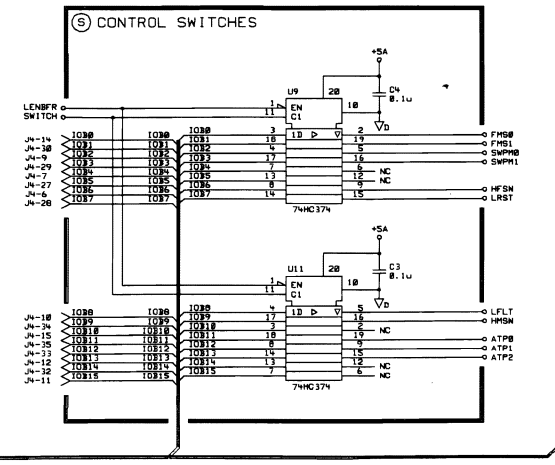 S CONTROL SWITCHES
+5A
U9 20 C4
0.1u
LENBFR 1 EN 10
SWITCH 11 C1 D
J4-14 IOB0 IOB0 IOB0 3 1D 2 FMS0
J4-30 IOB1 IOB1 IOB1 18 19 FMS1
J4-9 IOB2 IOB2 IOB2 4 5 SWPM0
J4-29 IOB3 IOB3 IOB3 17 16 SWPM1
J4-7 IOB4 IOB4 IOB4 7 6 NC
J4-27 IOB5 IOB5 IOB5 13 12 NC
J4-6 IOB6 IOB6 IOB6 8 9 HFSN
J4-28 IOB7 IOB7 IOB7 14 15 LRST
74HC374
+5A
U11 20 C3
0.1u
1 EN 10
11 C1 D
J4-10 IOB8 IOB8 IOB8 4 1D 5 LFLT
J4-34 IOB9 IOB9 IOB9 17 16 HMSN
J4-15 IOB10 IOB10 IOB10 3 2 NC
J4-35 IOB11 IOB11 IOB11 18 19 ATP0
J4-33 IOB12 IOB12 IOB12 8 9 ATP1
J4-12 IOB13 IOB13 IOB13 14 15 ATP2
J4-32 IOB14 IOB14 IOB14 13 12 NC
J4-11 IOB15 IOB15 IOB15 7 6 NC
74HC374